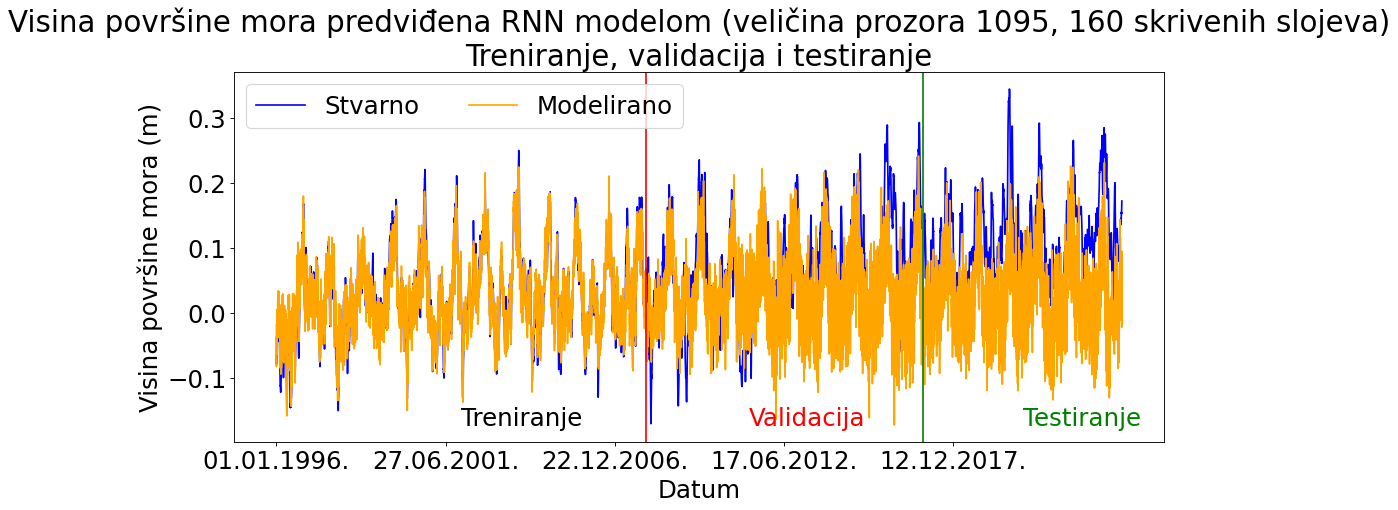 Visina površine mora predviđena RNN modelom (veličina prozora 1095, 160 skrivenih slojeva)
Treniranje, validacija i testiranje
Stvarno
Modelirano
Visina površine mora (m)
0.3
0.2
0.1
0.0
−0.1
Treniranje
Validacija
Testiranje
01.01.1996.
27.06.2001.
22.12.2006.
17.06.2012.
12.12.2017.
Datum